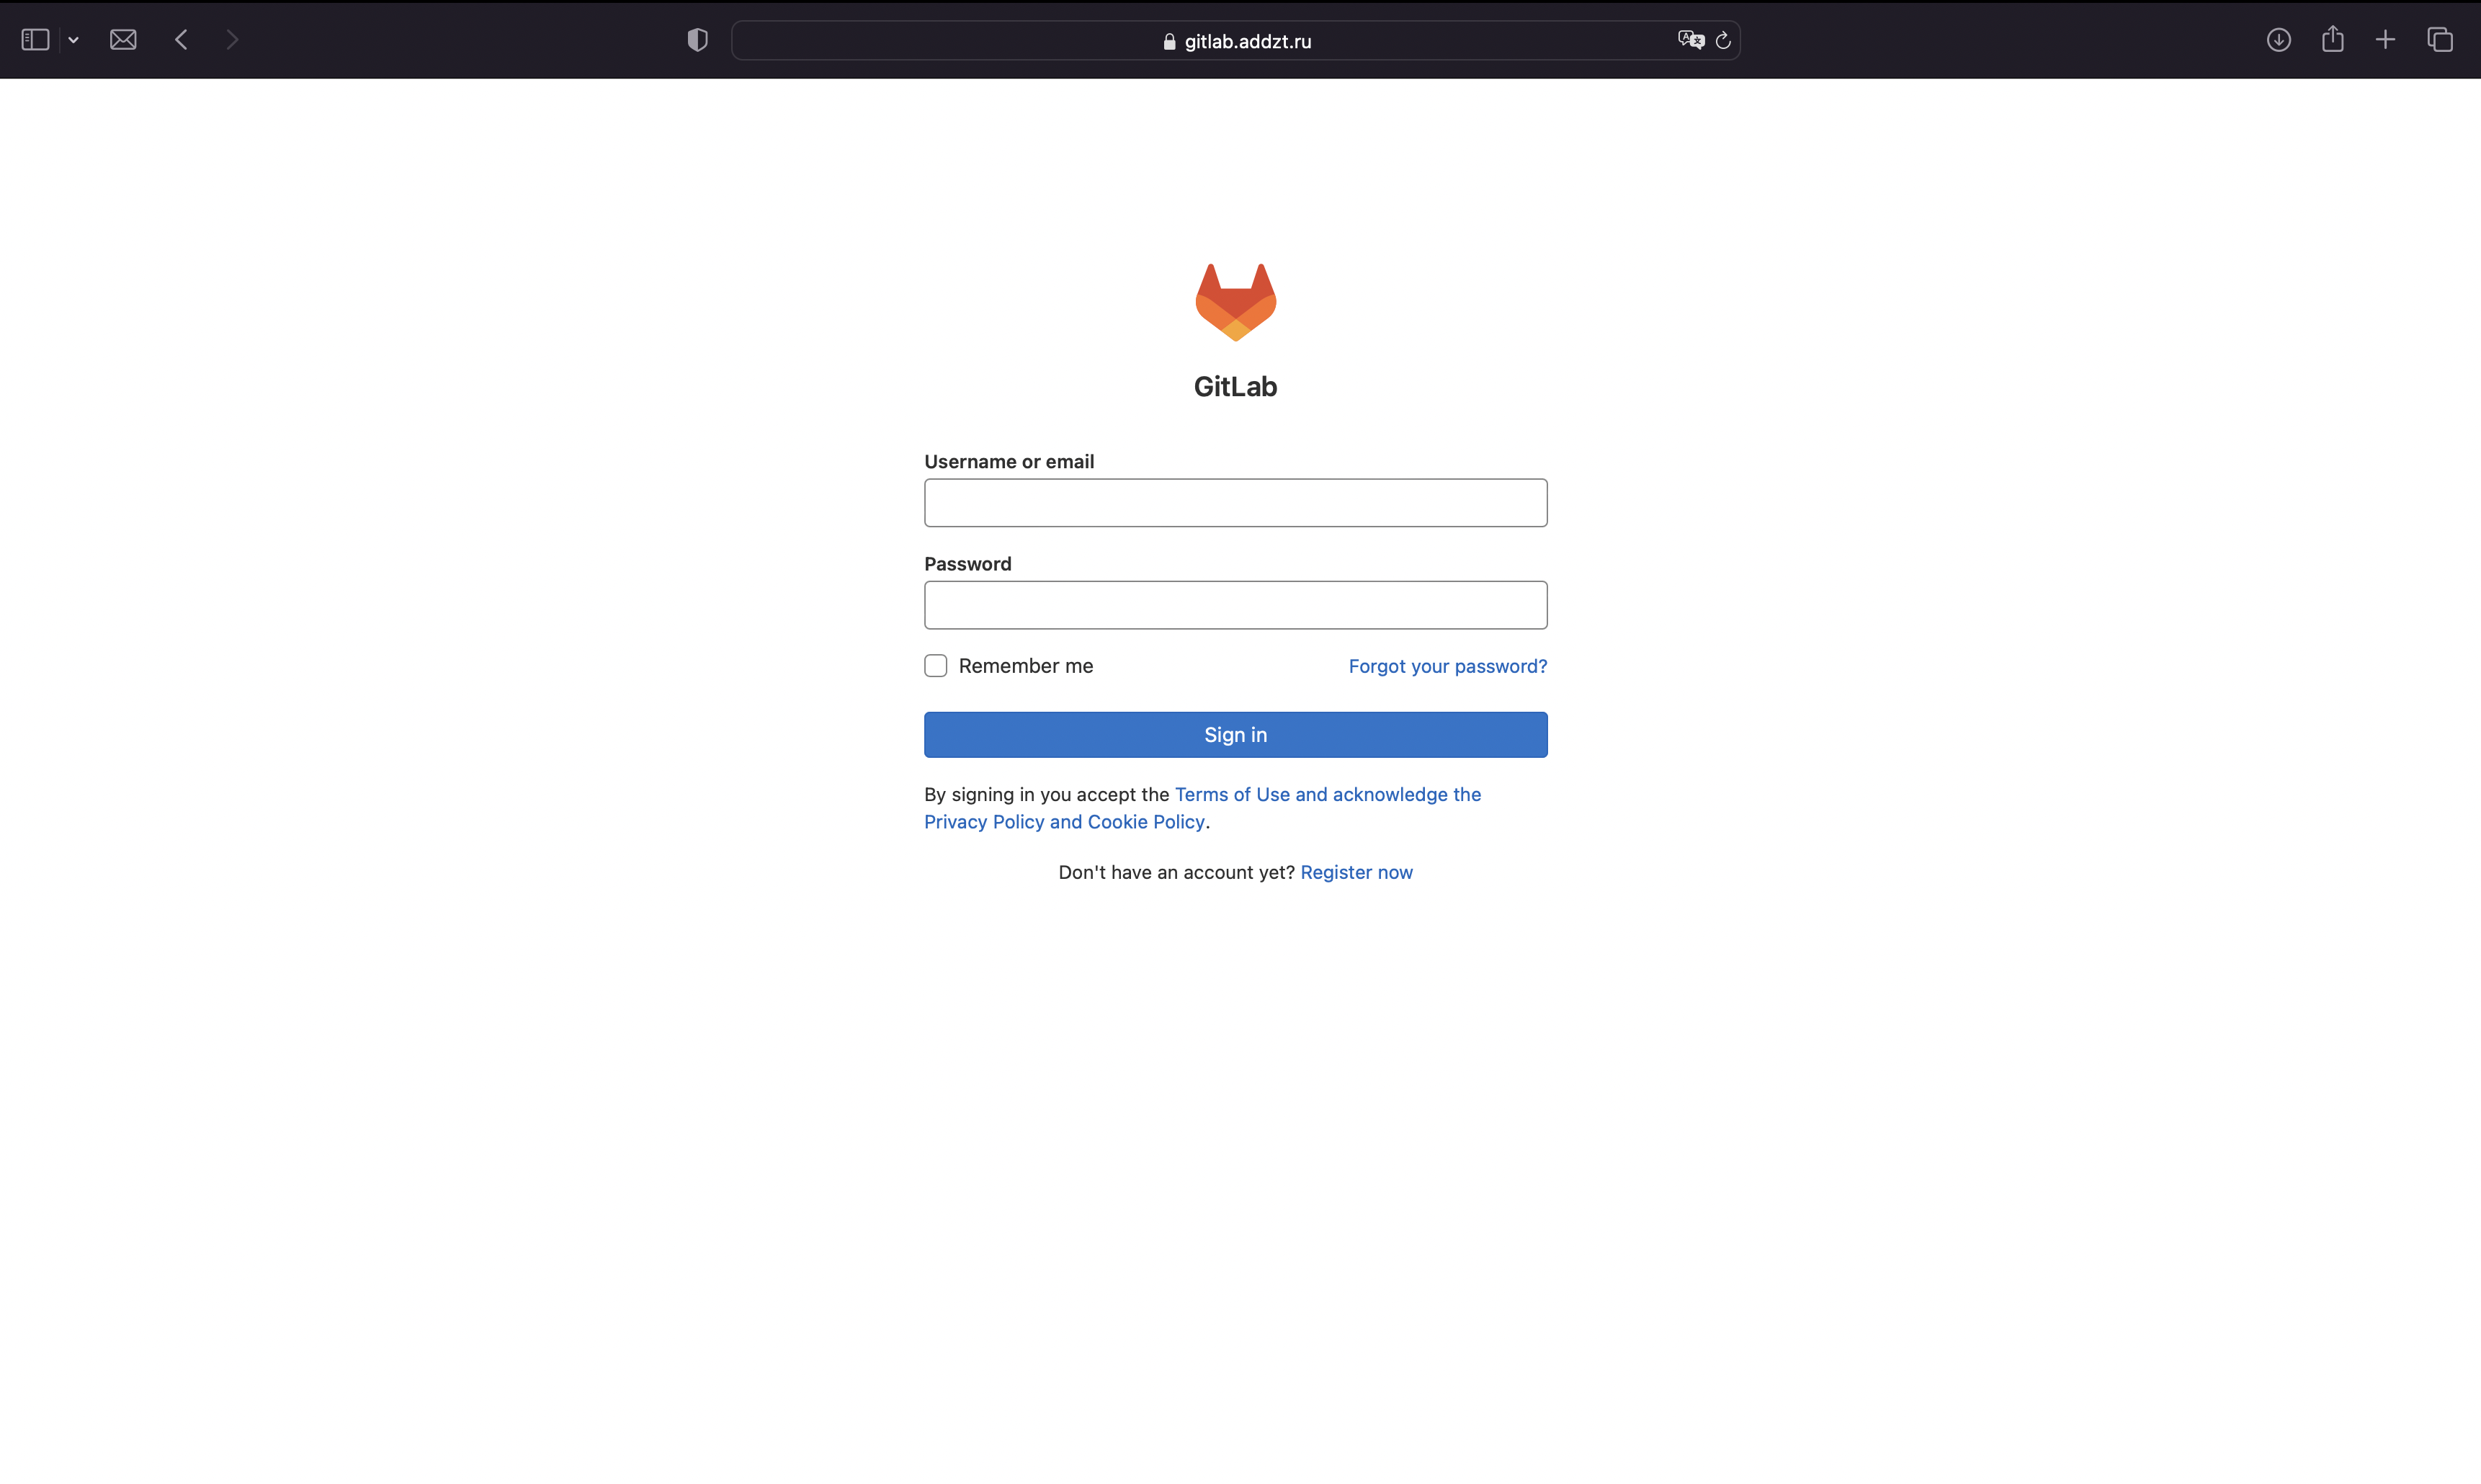 gitlab.addzt.ru
GitLab
Username or email
Password
Remember me
Forgot your password?
Sign in
By signing in you accept the Terms of Use and acknowledge the
Privacy Policy and Cookie Policy.
Don't have an account yet? Register now